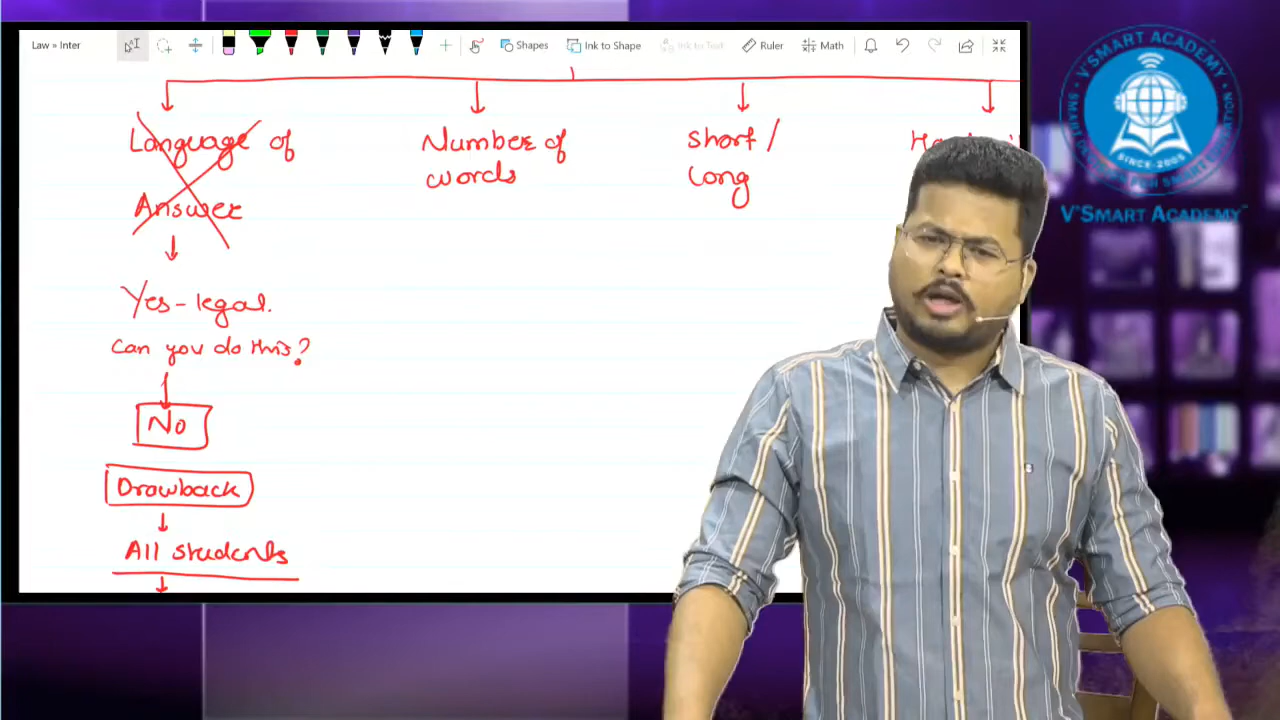 Law » Inter
Shapes
Ink to Shape
Ink to Text
Ruler
Math
Language of
Answer
Number of
words
Short /
Long
Yes - legal.
Can you do this?
No
Drawback
All students
V'SMART ACADEMY
SINCE-2005
V'SMART ACADEMY